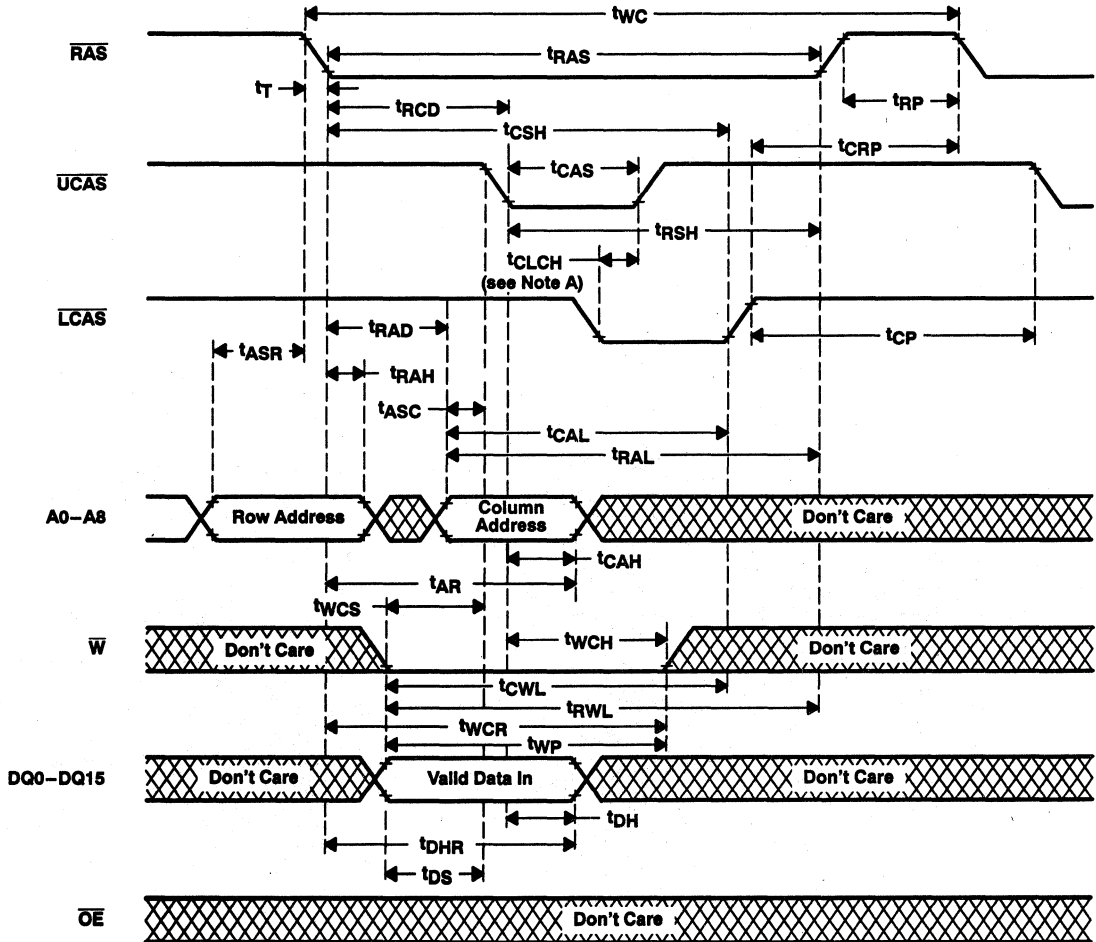 tWC
RAS
tRAS
tT
tRP
tRCD
tCSH
tCRP
UCAS
tCAS
tRSH
tCLCH
(see Note A)
LCAS
tRAD
tCP
tASR
tRAH
tASC
tCAL
tRAL
A0–A8
Row Address
Column
Address
Don't Care
tCAH
tAR
tWCS
W
Don't Care
tWCH
Don't Care
tCWL
tRWL
tWCR
tWP
DQ0–DQ15
Don't Care
Valid Data In
Don't Care
tDH
tDHR
tDS
OE
Don't Care